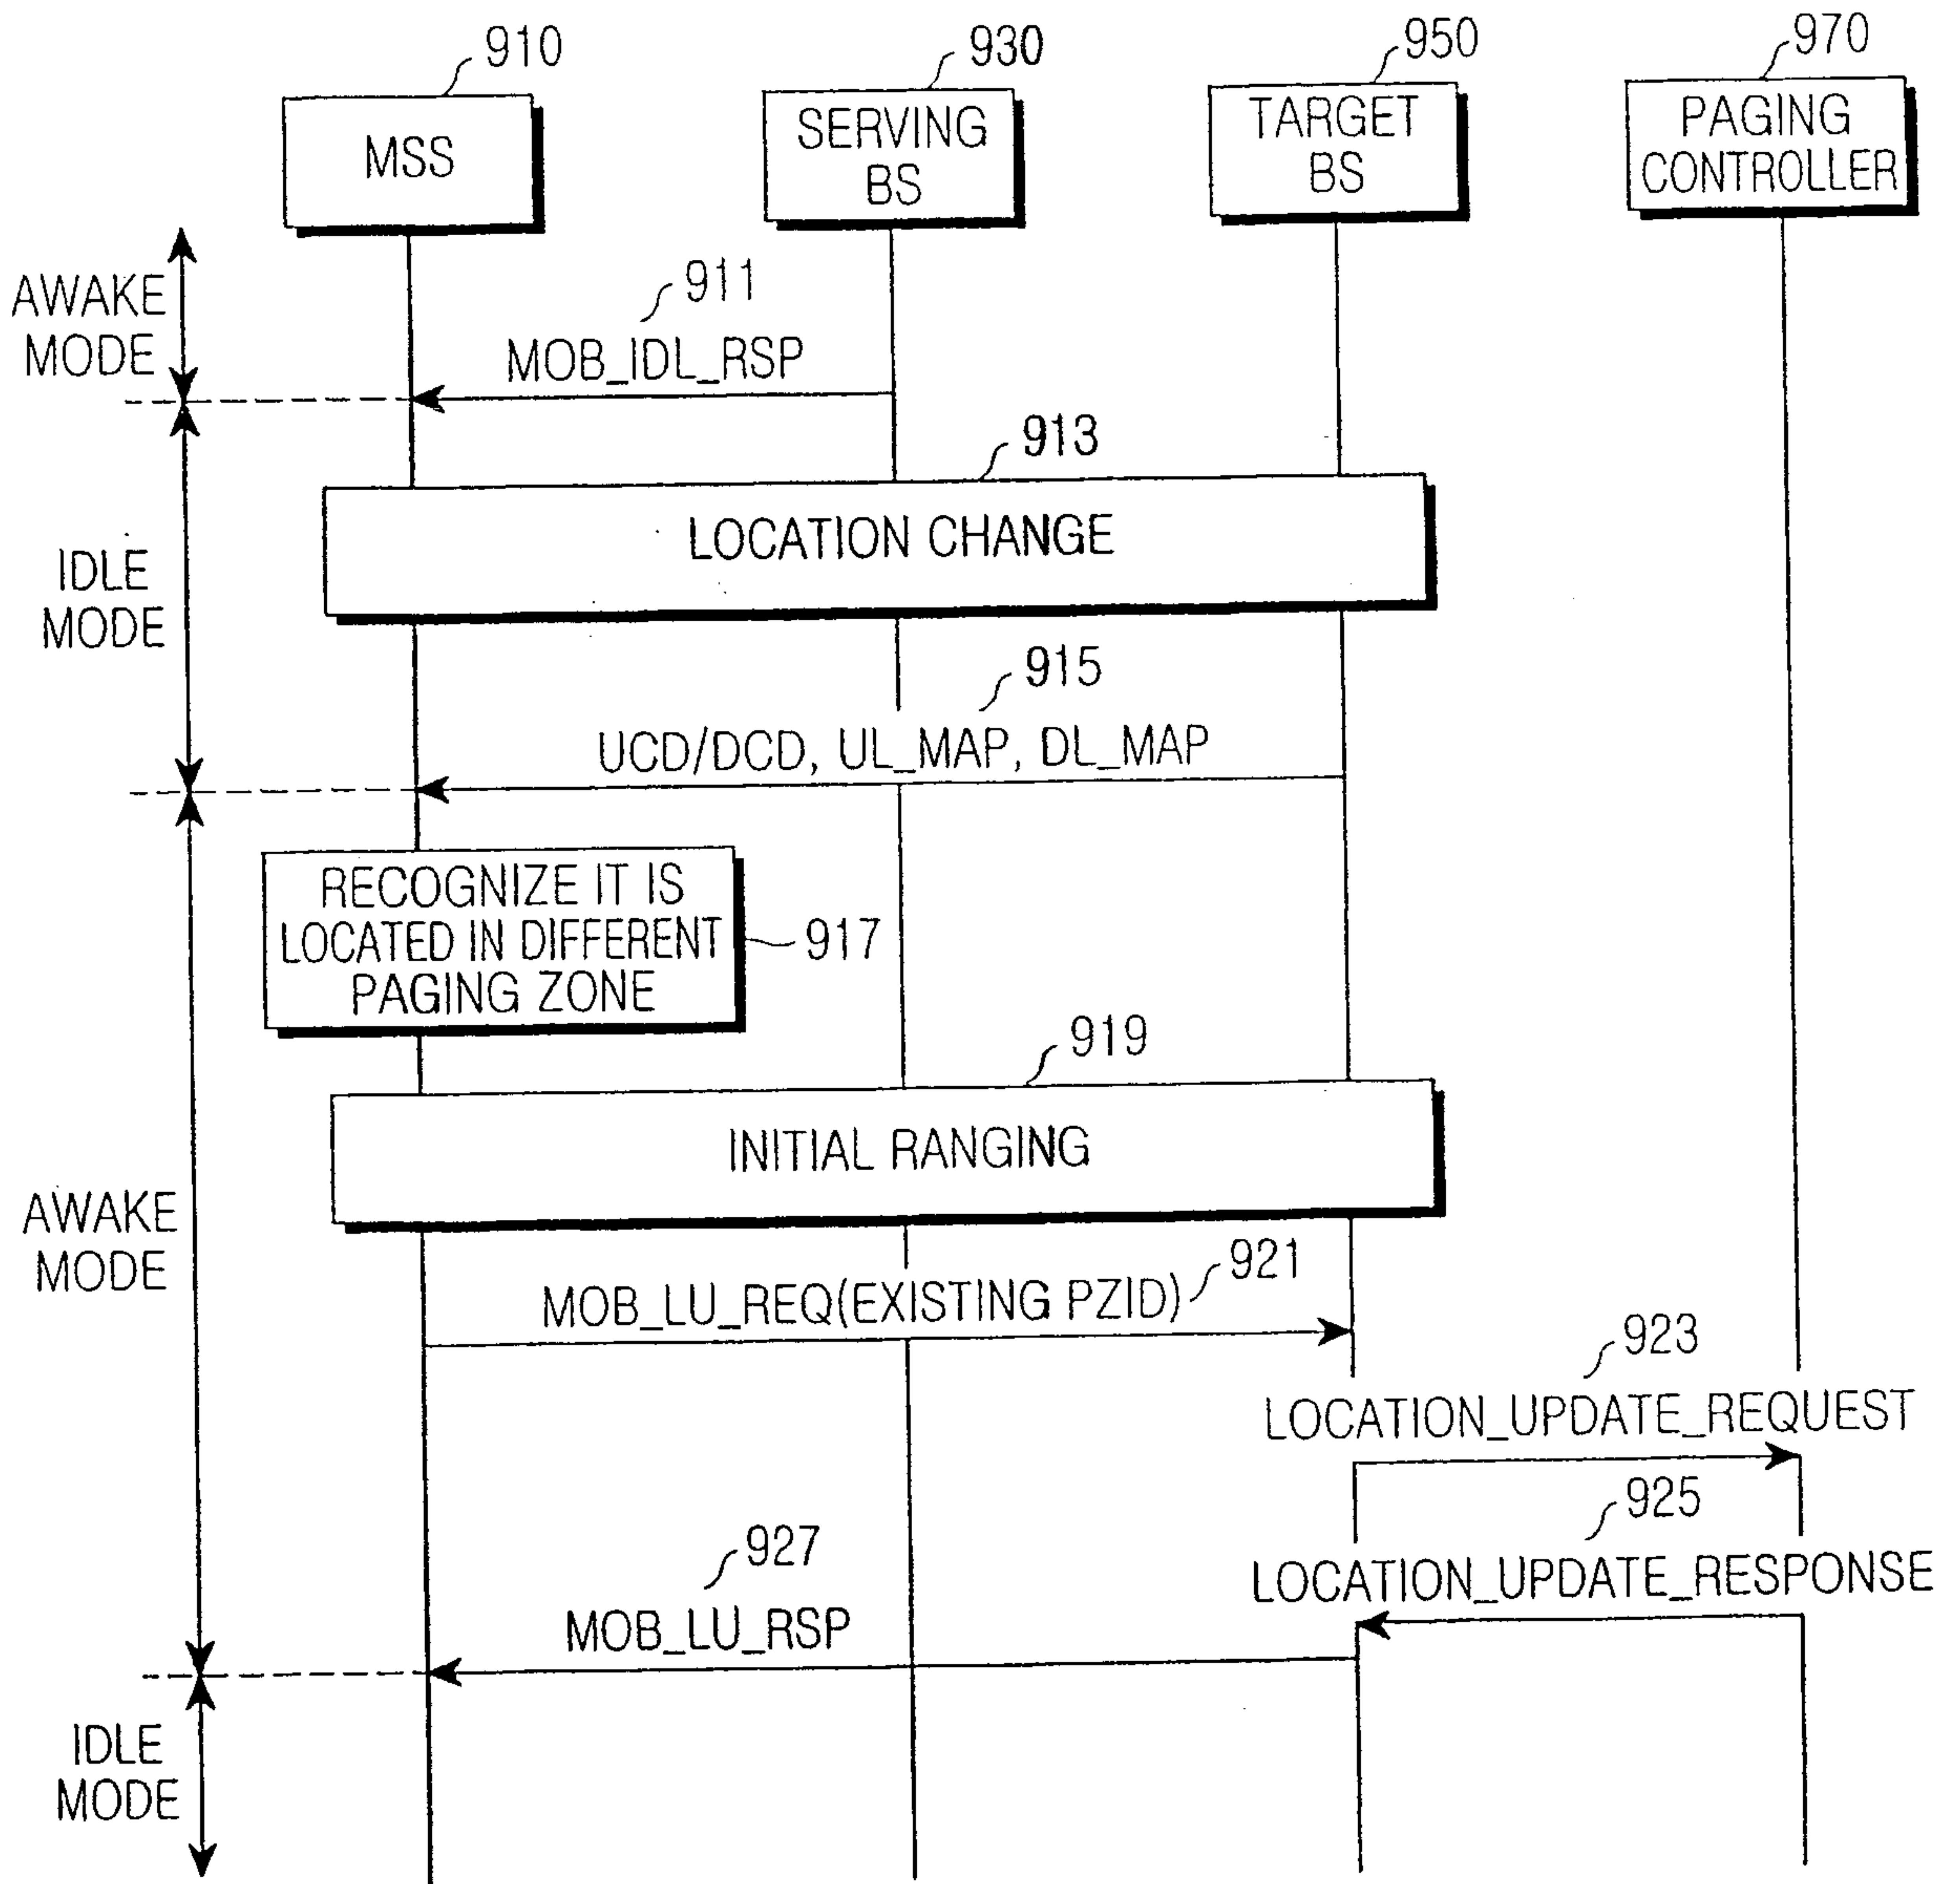 910
930
950
970
MSS
SERVING
BS
TARGET
BS
PAGING
CONTROLLER
AWAKE
MODE
911
MOB_IDL_RSP
913
LOCATION CHANGE
IDLE
MODE
915
UCD/DCD, UL_MAP, DL_MAP
RECOGNIZE IT IS
LOCATED IN DIFFERENT
PAGING ZONE
917
919
INITIAL RANGING
AWAKE
MODE
921
MOB_LU_REQ(EXISTING PZID)
923
LOCATION_UPDATE_REQUEST
925
LOCATION_UPDATE_RESPONSE
927
MOB_LU_RSP
IDLE
MODE